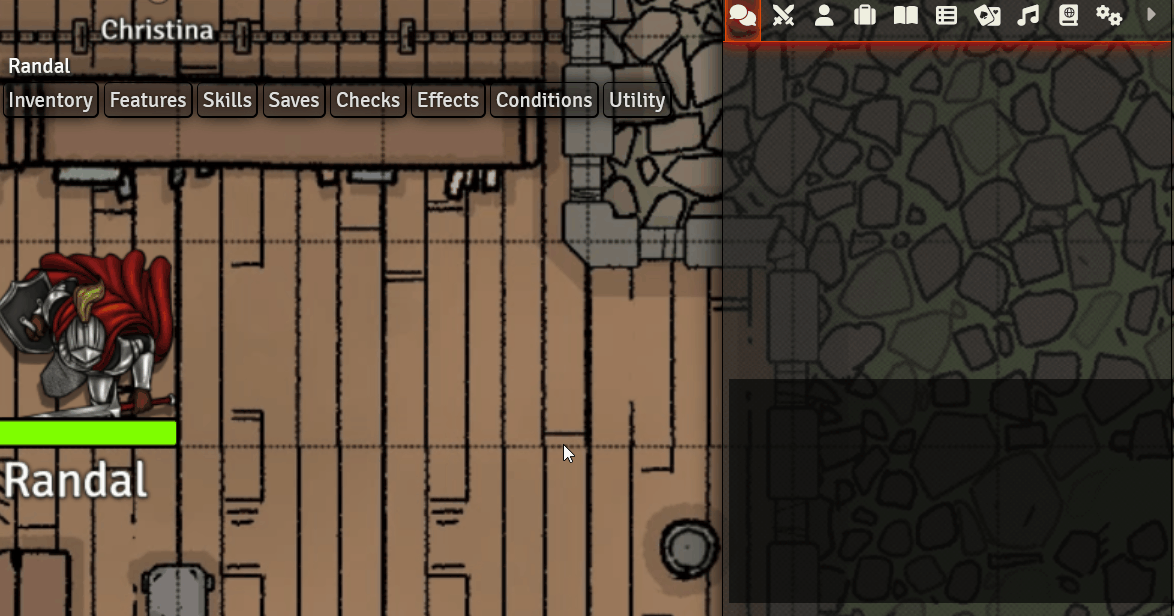 Christina
Randal
Inventory Features Skills Saves Checks Effects Conditions Utility
Randal